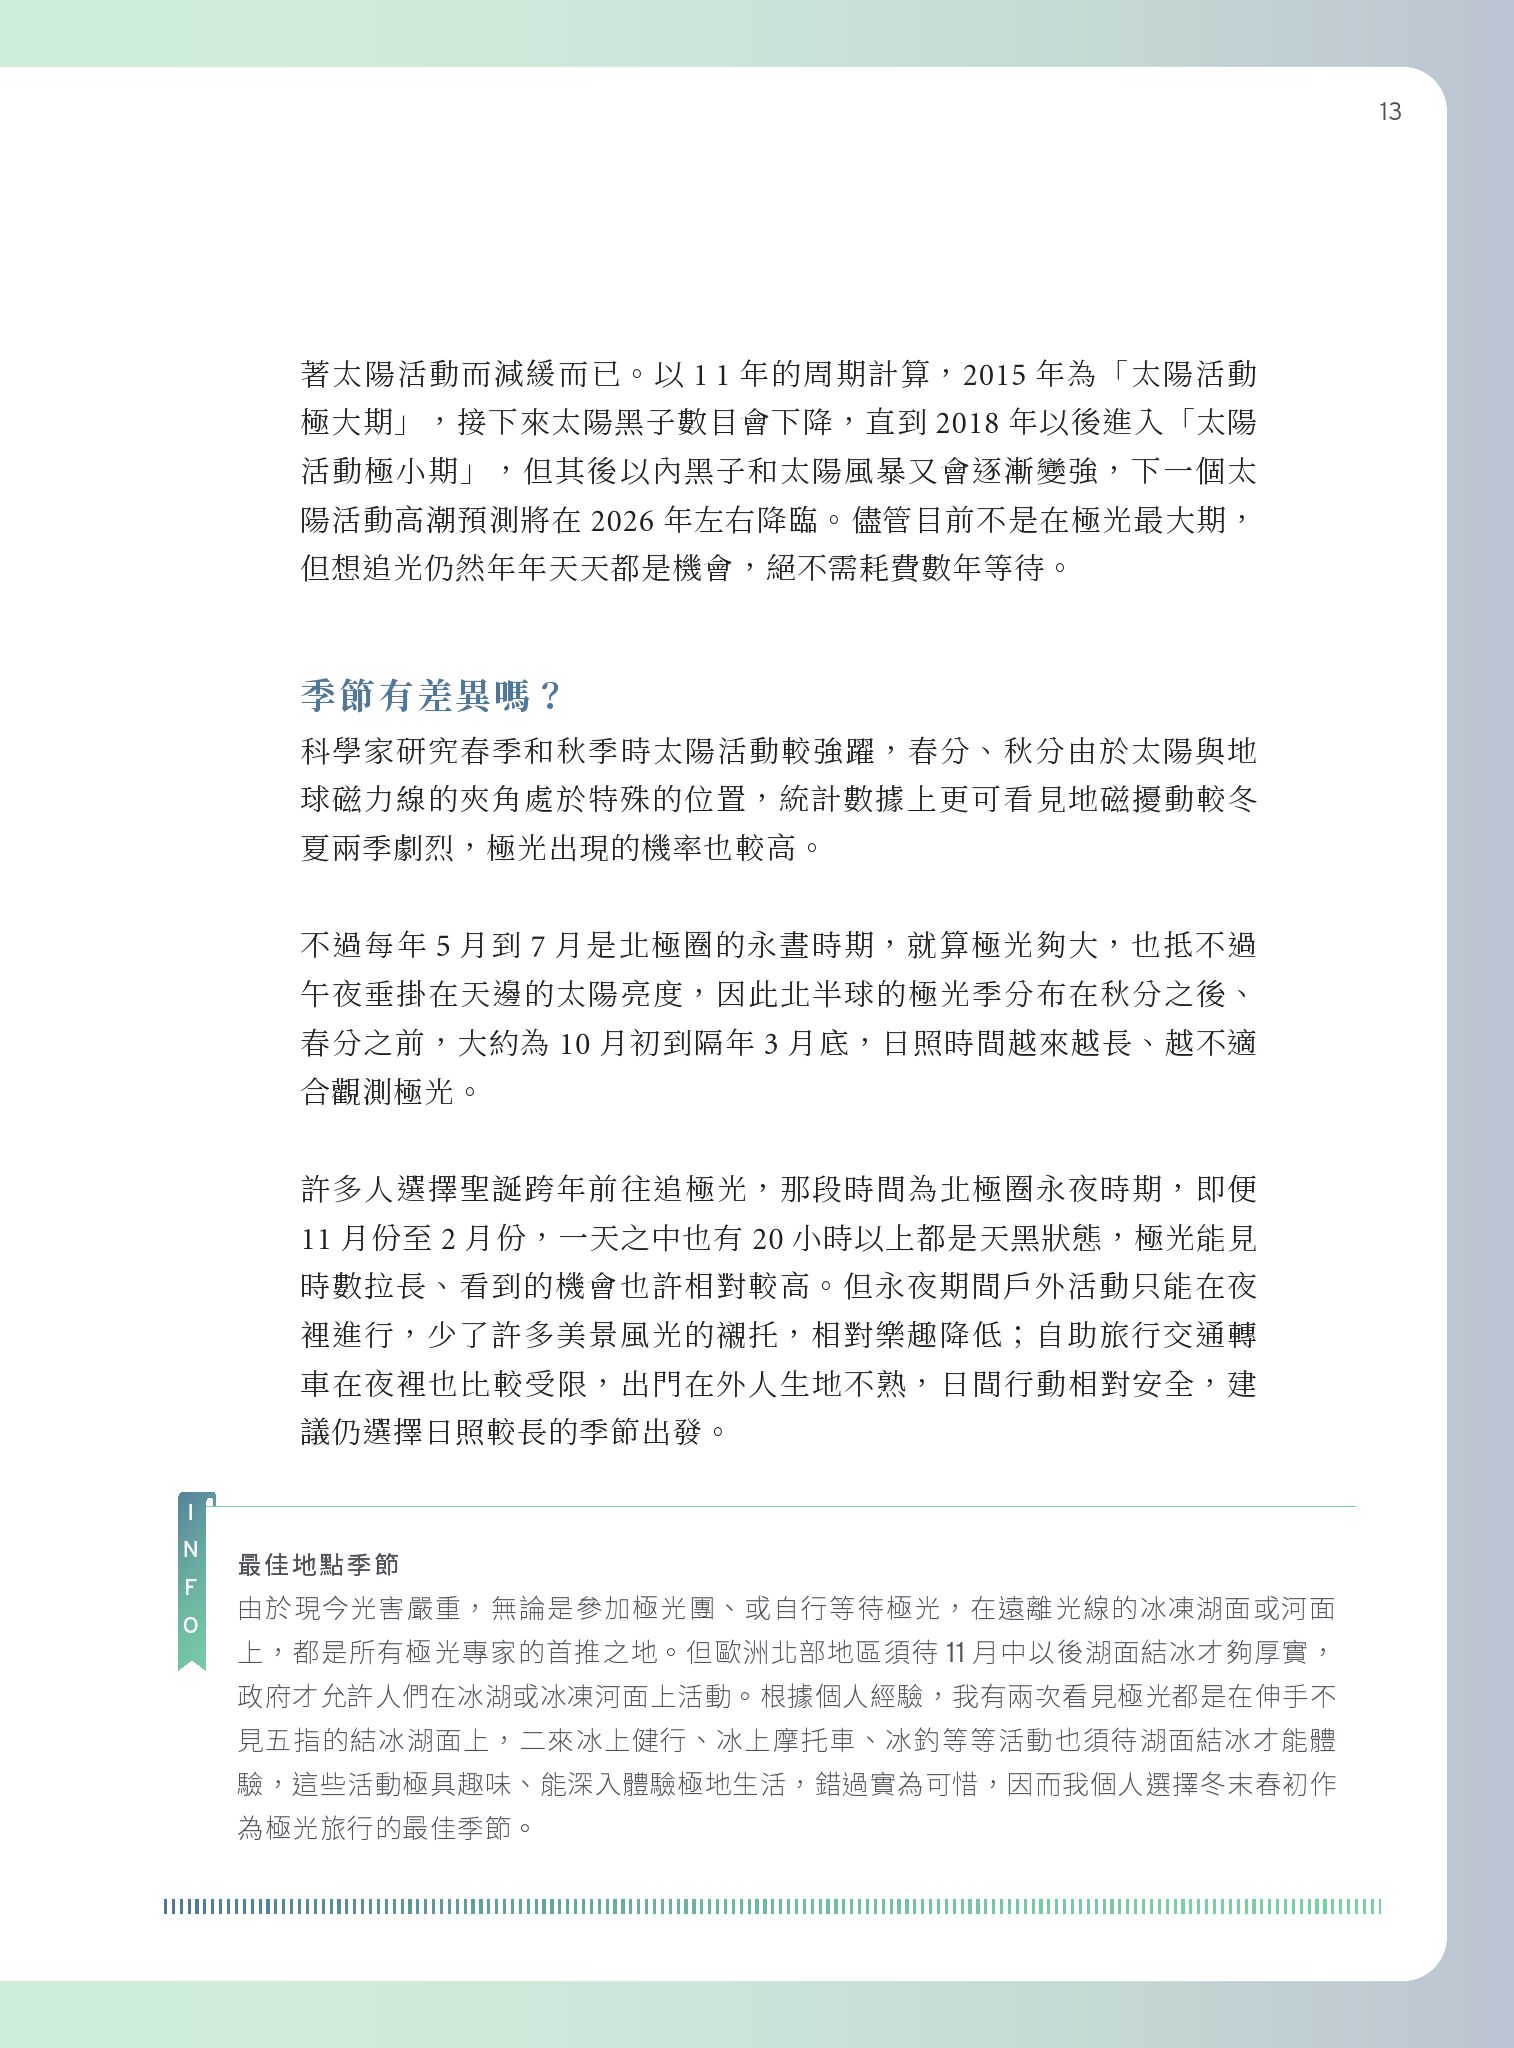 13
著太陽活動而減緩而已。以 1 1 年的周期計算，2015 年為「太陽活動
極大期」，接下來太陽黑子數目會下降，直到 2018 年以後進入「太陽
活動極小期」，但其後以內黑子和太陽風暴又會逐漸變強，下一個太
陽活動高潮預測將在 2026 年左右降臨。儘管目前不是在極光最大期，
但想追光仍然年年天天都是機會，絕不需耗費數年等待。
季節有差異嗎？
科學家研究春季和秋季時太陽活動較強躍，春分、秋分由於太陽與地
球磁力線的夾角處於特殊的位置，統計數據上更可看見地磁擾動較冬
夏兩季劇烈，極光出現的機率也較高。
不過每年 5 月到 7 月是北極圈的永晝時期，就算極光夠大，也抵不過
午夜垂掛在天邊的太陽亮度，因此北半球的極光季分布在秋分之後、
春分之前，大約為 10 月初到隔年 3 月底，日照時間越來越長、越不適
合觀測極光。
許多人選擇聖誕跨年前往追極光，那段時間為北極圈永夜時期，即便
11 月份至 2 月份，一天之中也有 20 小時以上都是天黑狀態，極光能見
時數拉長、看到的機會也許相對較高。但永夜期間戶外活動只能在夜
裡進行，少了許多美景風光的襯托，相對樂趣降低；自助旅行交通轉
車在夜裡也比較受限，出門在外人生地不熟，日間行動相對安全，建
議仍選擇日照較長的季節出發。
INFO
最佳地點季節
由於現今光害嚴重，無論是參加極光團、或自行等待極光，在遠離光線的冰凍湖面或河面
上，都是所有極光專家的首推之地。但歐洲北部地區須待 11 月中以後湖面結冰才夠厚實，
政府才允許人們在冰湖或冰凍河面上活動。根據個人經驗，我有兩次看見極光都是在伸手不
見五指的結冰湖面上，二來冰上健行、冰上摩托車、冰釣等等活動也須待湖面結冰才能體
驗，這些活動極具趣味、能深入體驗極地生活，錯過實為可惜，因而我個人選擇冬末春初作
為極光旅行的最佳季節。